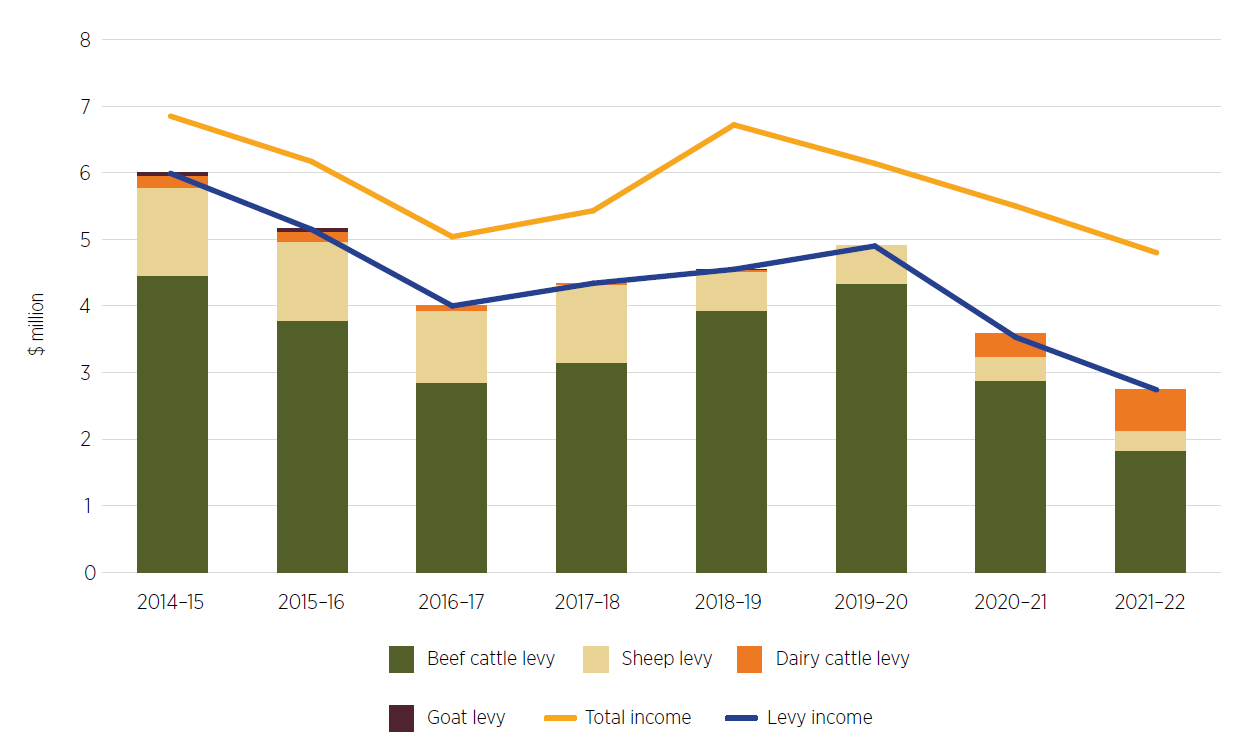 8
7
6
5
4
3
2
1
0
$ million
2014–15 2015–16 2016–17 2017–18 2018–19 2019–20 2020–21 2021–22
Beef cattle levy Sheep levy Dairy cattle levy
Goat levy Total income Levy income